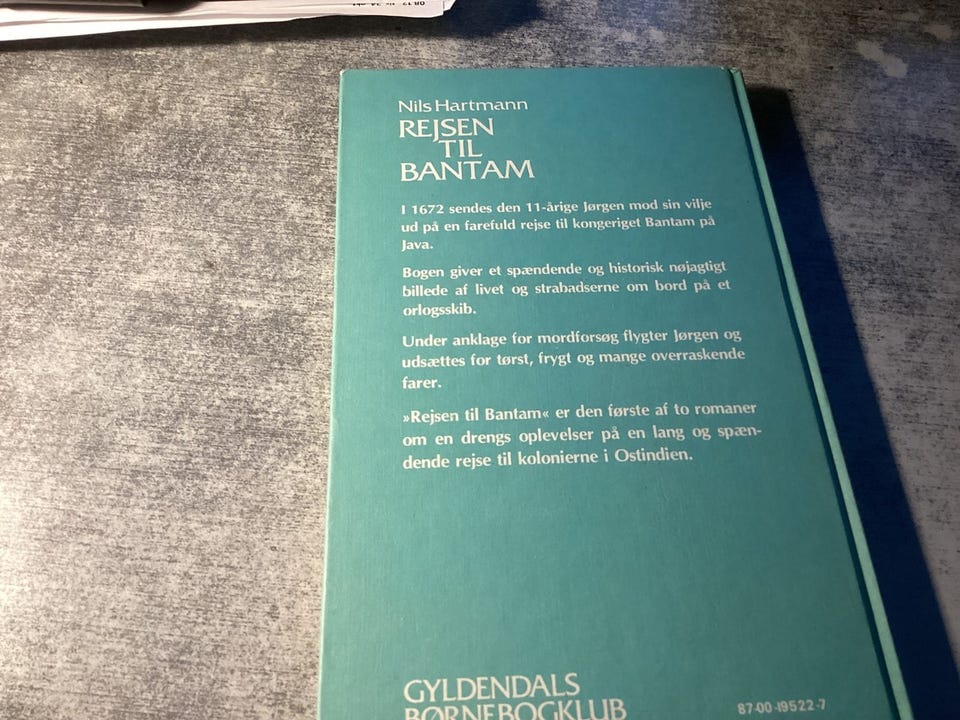 Nils Hartmann
REJSEN
TIL
BANTAM
I 1672 sendes den 11-årige Jørgen mod sin vilje
ud på en farefuld rejse til kongeriget Bantam på
Java.
Bogen giver et spændende og historisk nøjagtigt
billede af livet og strabadserne om bord på et
orlogsskib.
Under anklage for mordforsøg flygter Jørgen og
udsættes for tørst, frygt og mange overraskende
farer.
»Rejsen til Bantam« er den første af to romaner
om en drengs oplevelser på en lang og spæn-
dende rejse til kolonierne i Ostindien.
GYLDENDALS
BØRNEBOGKLUB
87-00-19522-7